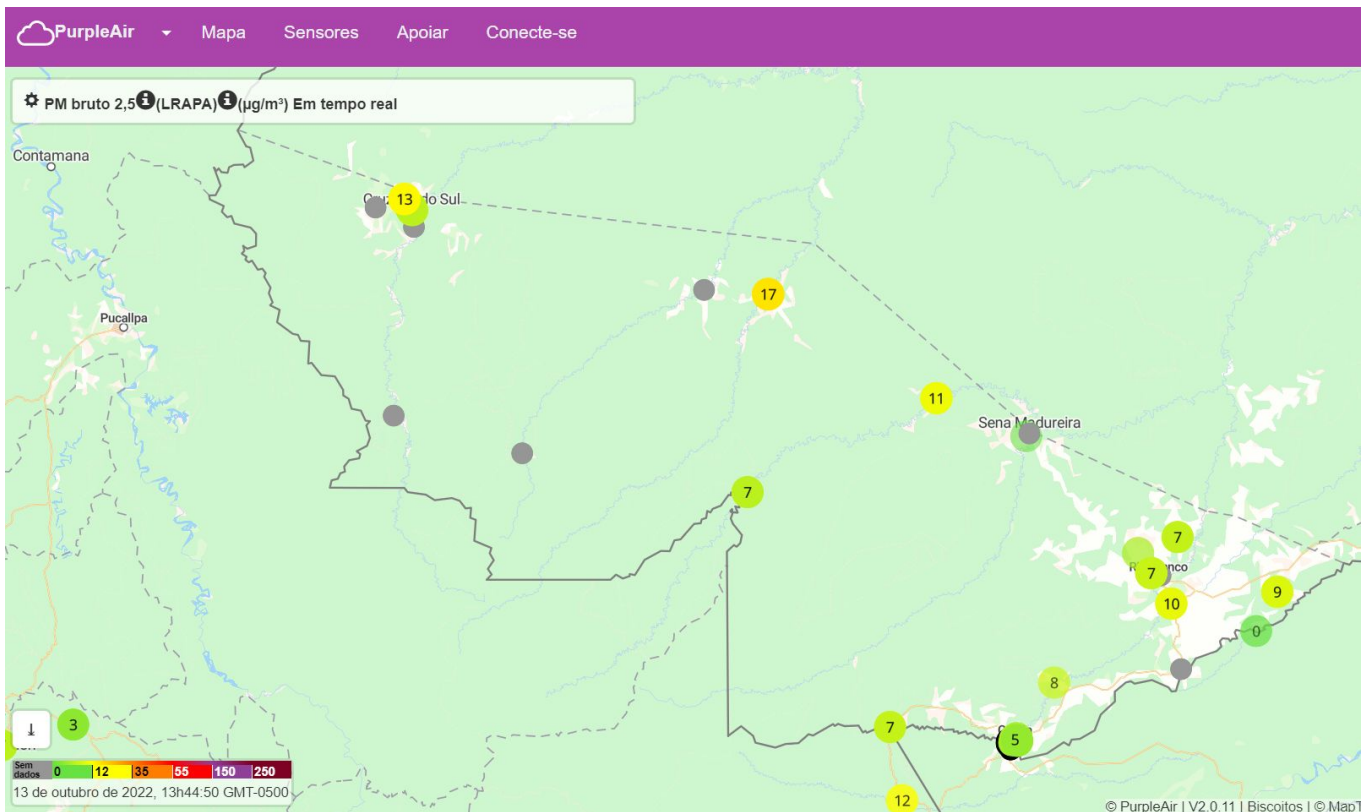 PurpleAir Mapa Sensores Apoiar Conecte-se
PM bruto 2,5 (LRAPA) (µg/m³) Em tempo real
Contamana
13
do Sul
17
Pucallpa
11
Sena Madureira
7
7
7
nco
10
9
0
8
7
5
3
12
Sem dados 0 12 35 55 150 250
13 de outubro de 2022, 13h44:50 GMT-0500
© PurpleAir | V2.0.11 | Biscoitos | © MapT